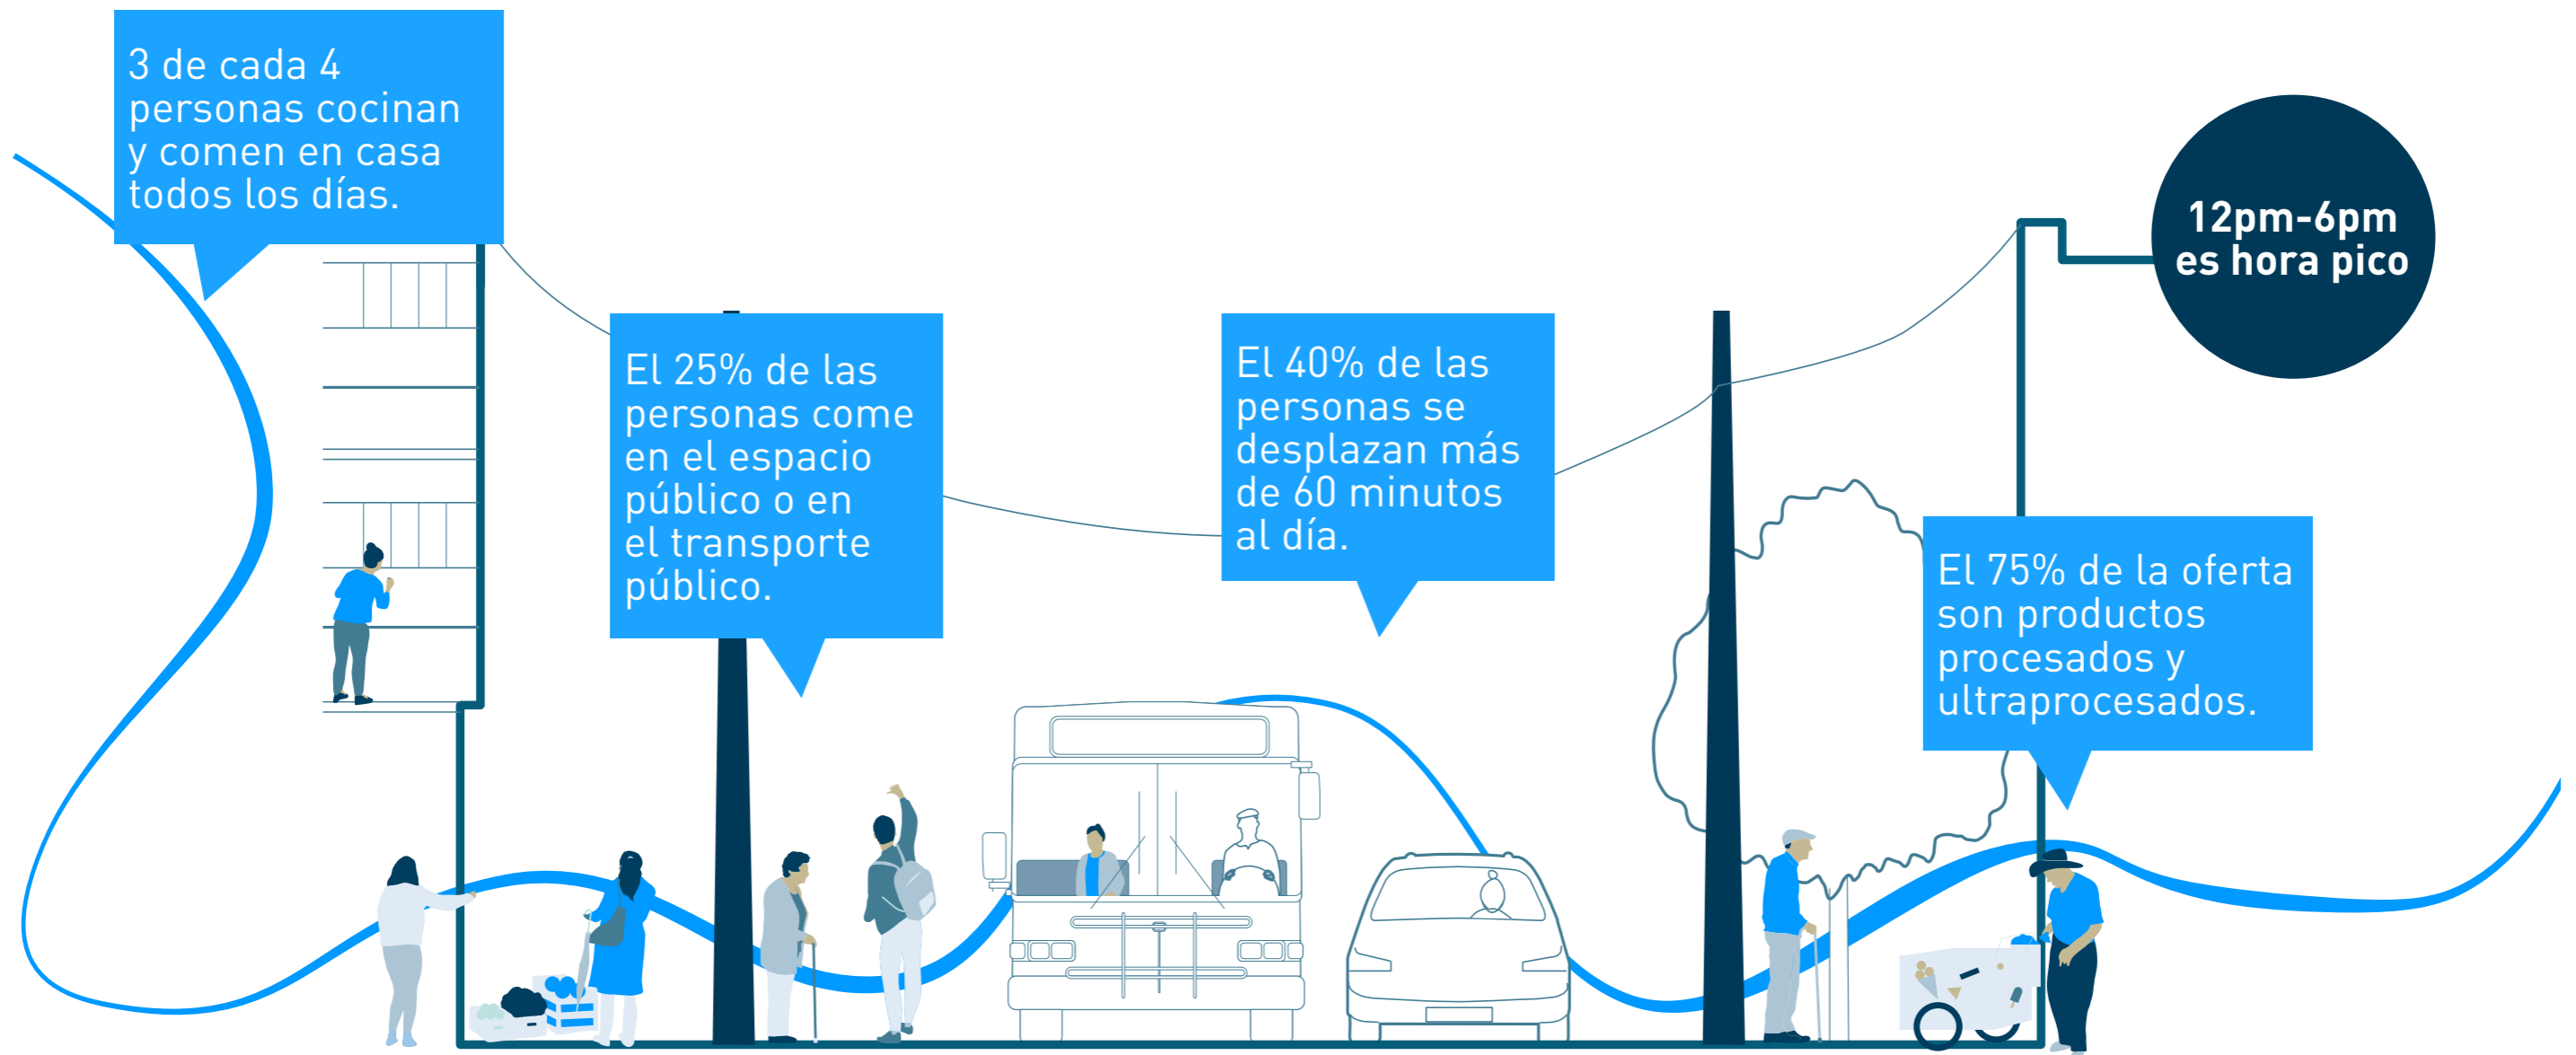 3 de cada 4
personas cocinan
y comen en casa
todos los días.
El 25% de las
personas come
en el espacio
público o en
el transporte
público.
El 40% de las
personas se
desplazan más
de 60 minutos
al día.
12pm-6pm
es hora pico
El 75% de la oferta
son productos
procesados y
ultraprocesados.